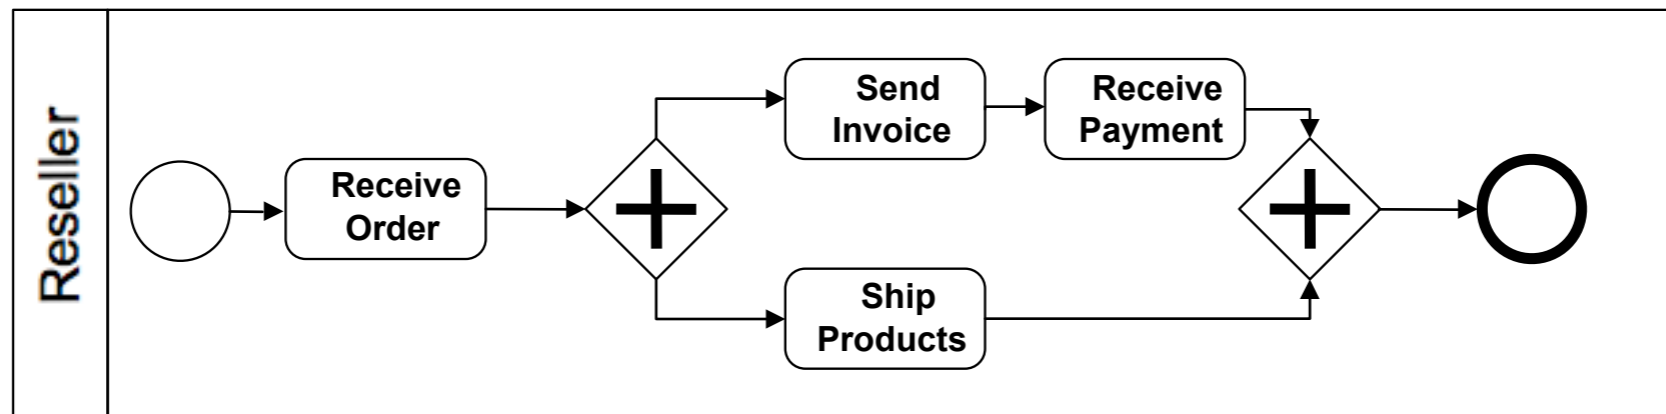 Reseller
Receive
Order
Send
Invoice
Receive
Payment
Ship
Products